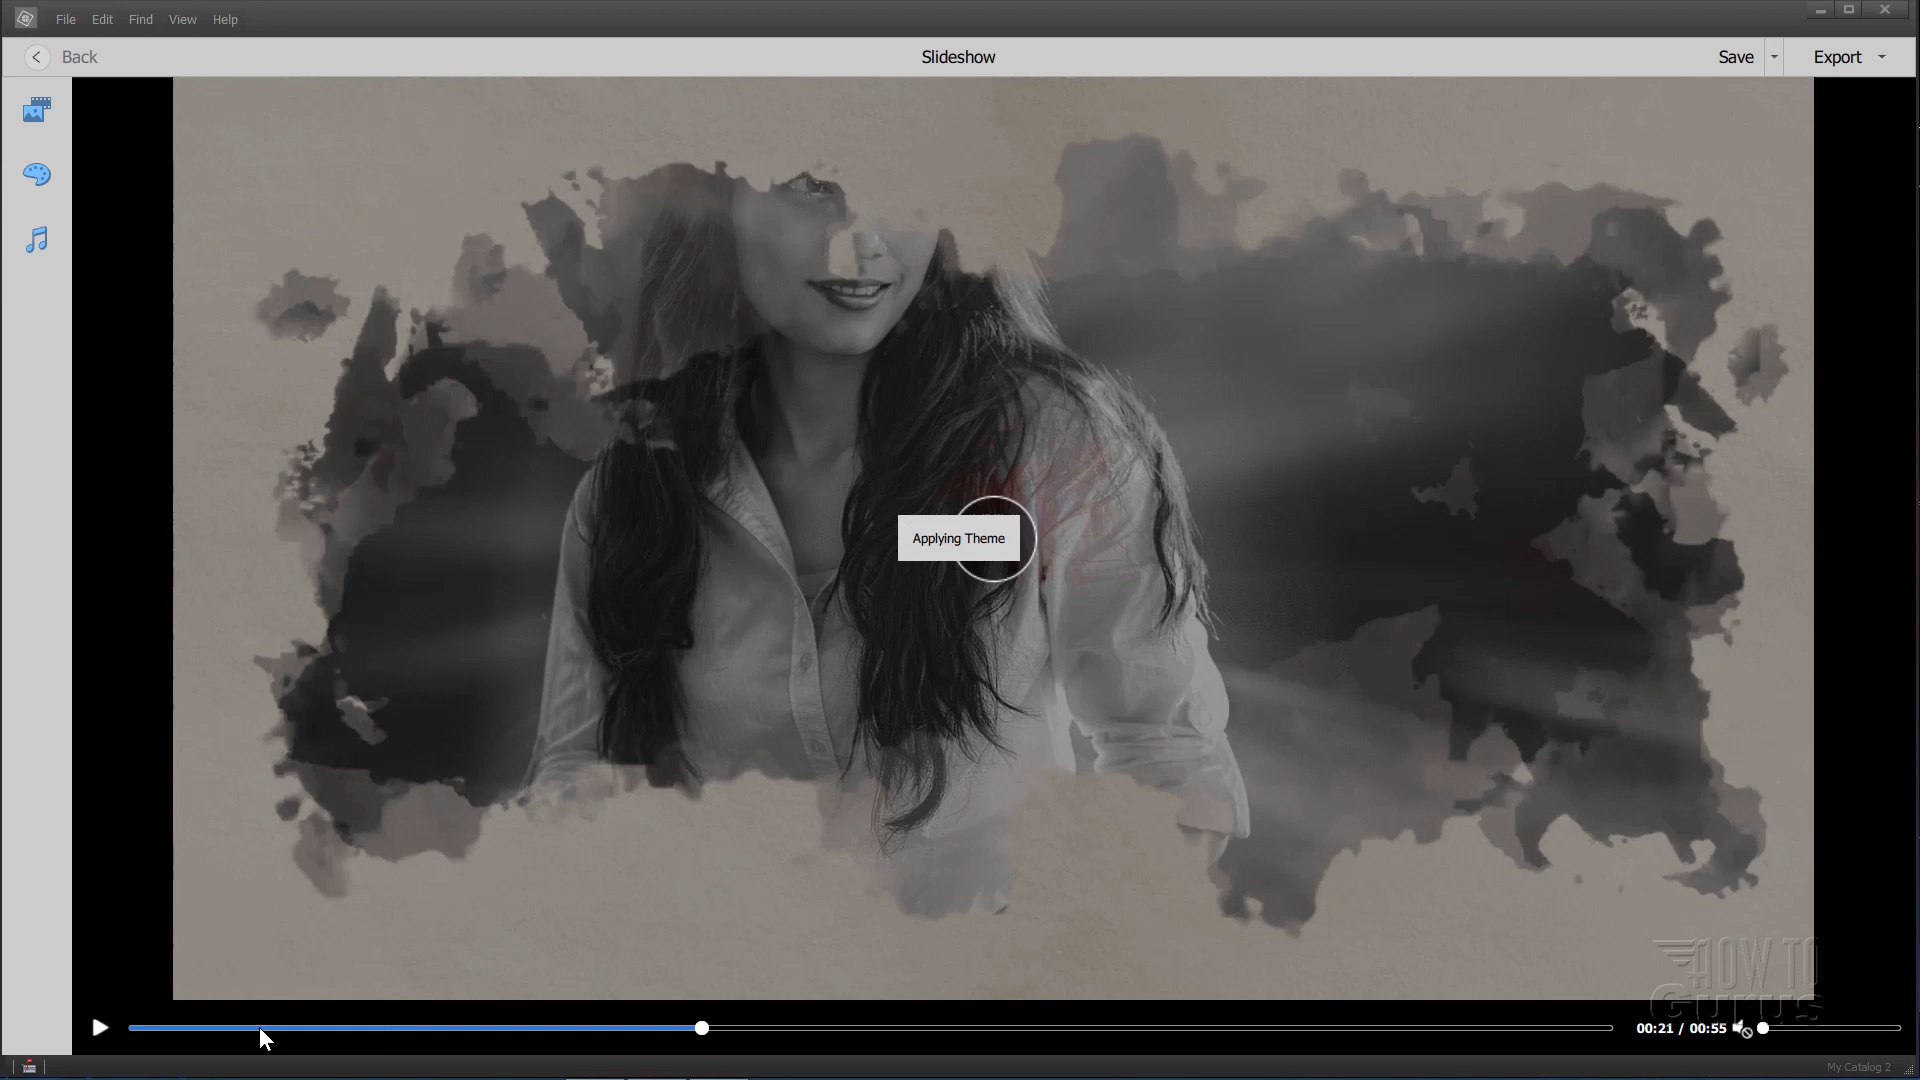 File Edit Find View Help
Back Slideshow Save Export
Applying Theme
HOW TO
GURUS
00:21 / 00:55
My Catalog 2